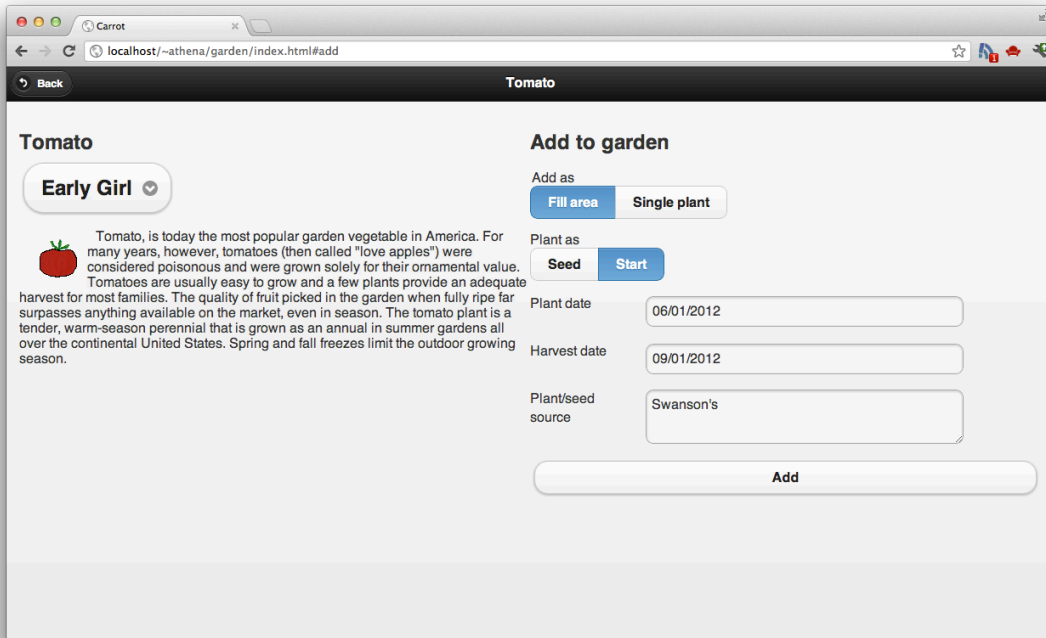 Carrot
localhost/~athena/garden/index.html#add
1
Back
Tomato
Tomato
Early Girl
Tomato, is today the most popular garden vegetable in America. For
many years, however, tomatoes (then called "love apples") were
considered poisonous and were grown solely for their ornamental value.
Tomatoes are usually easy to grow and a few plants provide an adequate
harvest for most families. The quality of fruit picked in the garden when fully ripe far
surpasses anything available on the market, even in season. The tomato plant is a
tender, warm-season perennial that is grown as an annual in summer gardens all
over the continental United States. Spring and fall freezes limit the outdoor growing
season.
Add to garden
Add as
Fill area Single plant
Plant as
Seed Start
Plant date 06/01/2012
Harvest date 09/01/2012
Plant/seed
source
Swanson's
Add